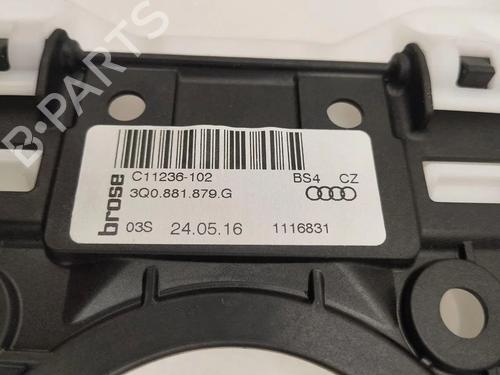 B-PARTS
brose
C11236-102 BS4 CZ
3Q0.881.879.G
03S 24.05.16 1116831